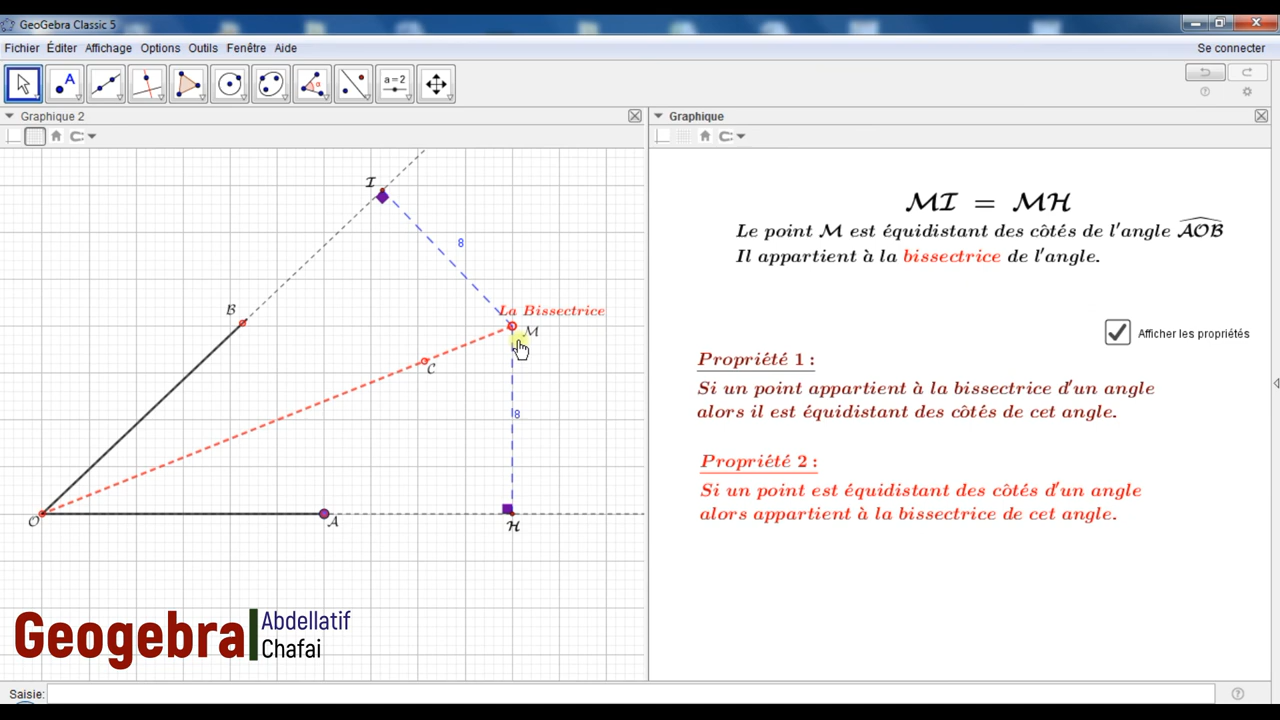 GeoGebra Classic 5
Fichier Éditer Affichage Options Outils Fenêtre Aide
Se connecter
A
a = 2
Graphique 2
Graphique
I
8
B
La Bissectrice
M
C
8
O
A
H
MI = MH
Le point M est équidistant des côtés de l'angle AOB
Il appartient à la bissectrice de l'angle.
Afficher les propriétés
Propriété 1 :
Si un point appartient à la bissectrice d'un angle
alors il est équidistant des côtés de cet angle.
Propriété 2 :
Si un point est équidistant des côtés d'un angle
alors appartient à la bissectrice de cet angle.
Geogebra
Abdellatif
Chafai
Saisie: